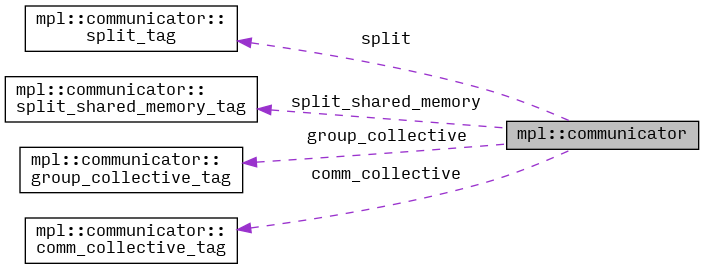 mpl::communicator::
split_tag
split
mpl::communicator::
split_shared_memory_tag
split_shared_memory
mpl::communicator
mpl::communicator::
group_collective_tag
group_collective
comm_collective
mpl::communicator::
comm_collective_tag